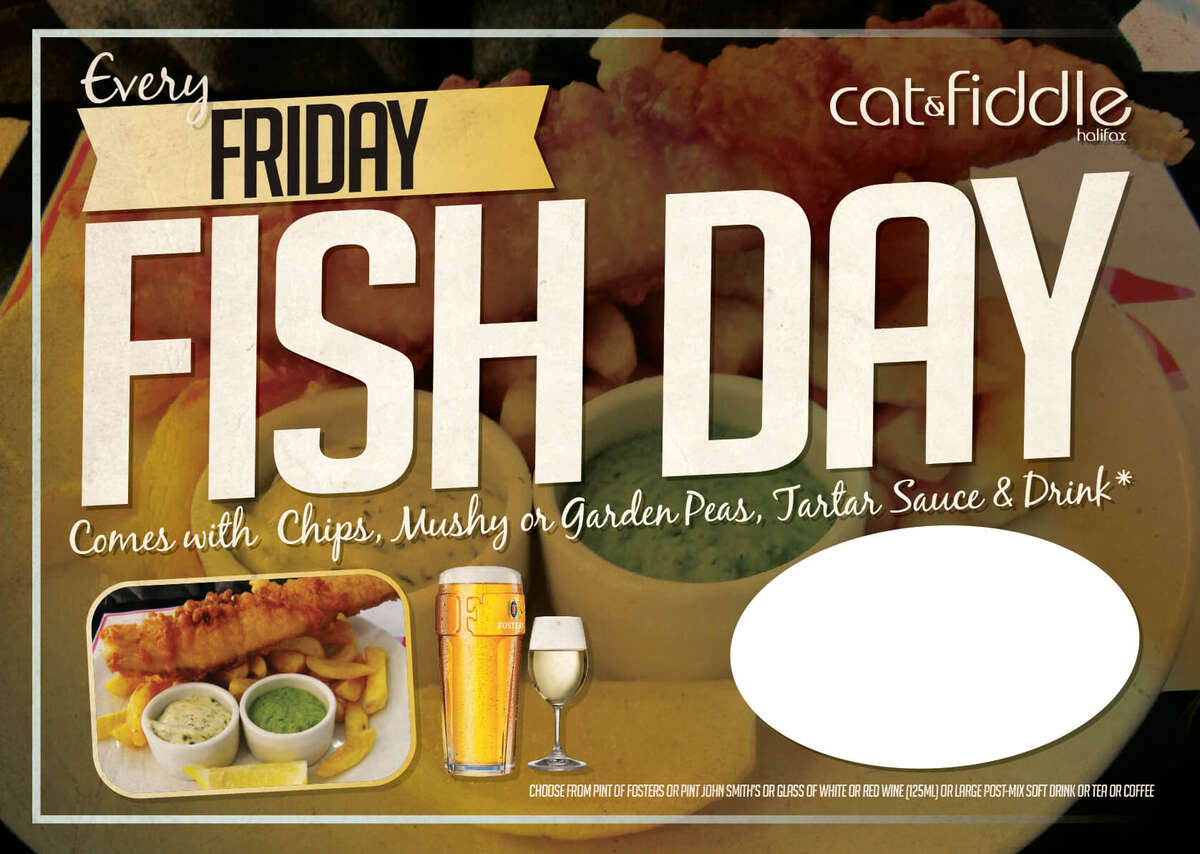 Every
FRIDAY
cat&fiddle
halifax
FISH DAY
Comes with Chips, Mushy or Garden Peas, Tartar Sauce & Drink*
FOSTER'S
CHOOSE FROM PINT OF FOSTERS OR PINT JOHN SMITH'S OR GLASS OF WHITE OR RED WINE (125ML) OR LARGE POST-MIX SOFT DRINK OR TEA OR COFFEE